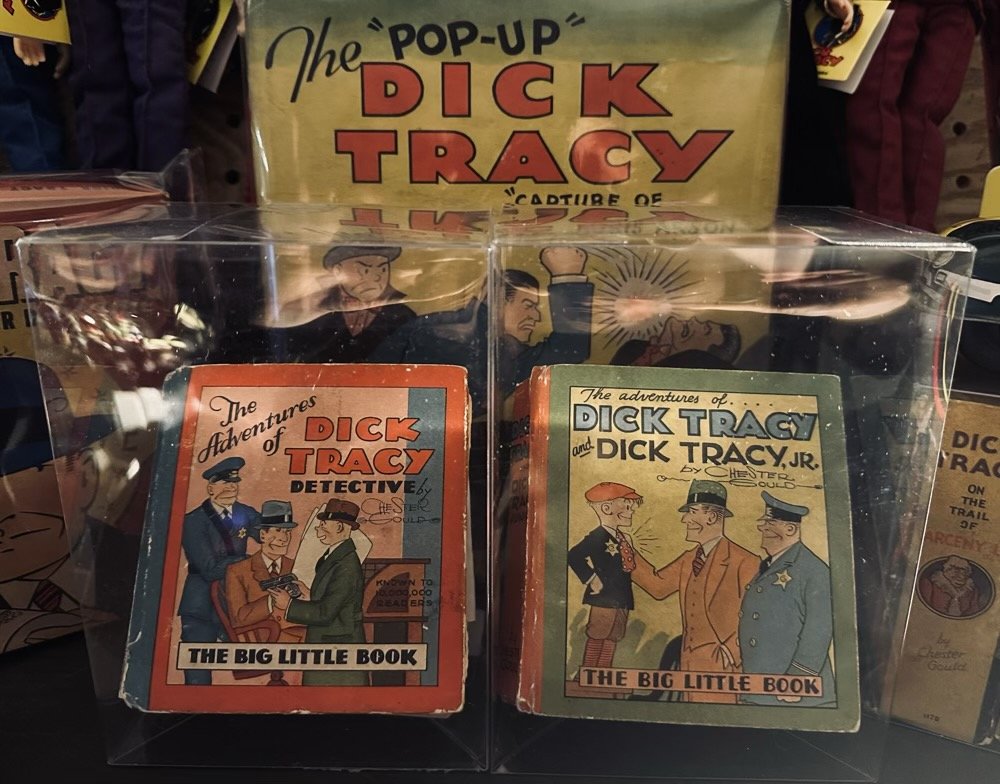 The "POP-UP"
DICK
TRACY
"CAPTURE OF
The
Adventures
of
DICK
TRACY
DETECTIVE by
CHESTER
GOULD
KNOWN TO
10,000,000
READERS
THE BIG LITTLE BOOK
The adventures of.....
DICK TRACY
and DICK TRACY, JR.
by CHESTER
GOULD
THE BIG LITTLE BOOK
DICK
TRACY
ON
THE
TRAIL
OF
by
Chester
Gould